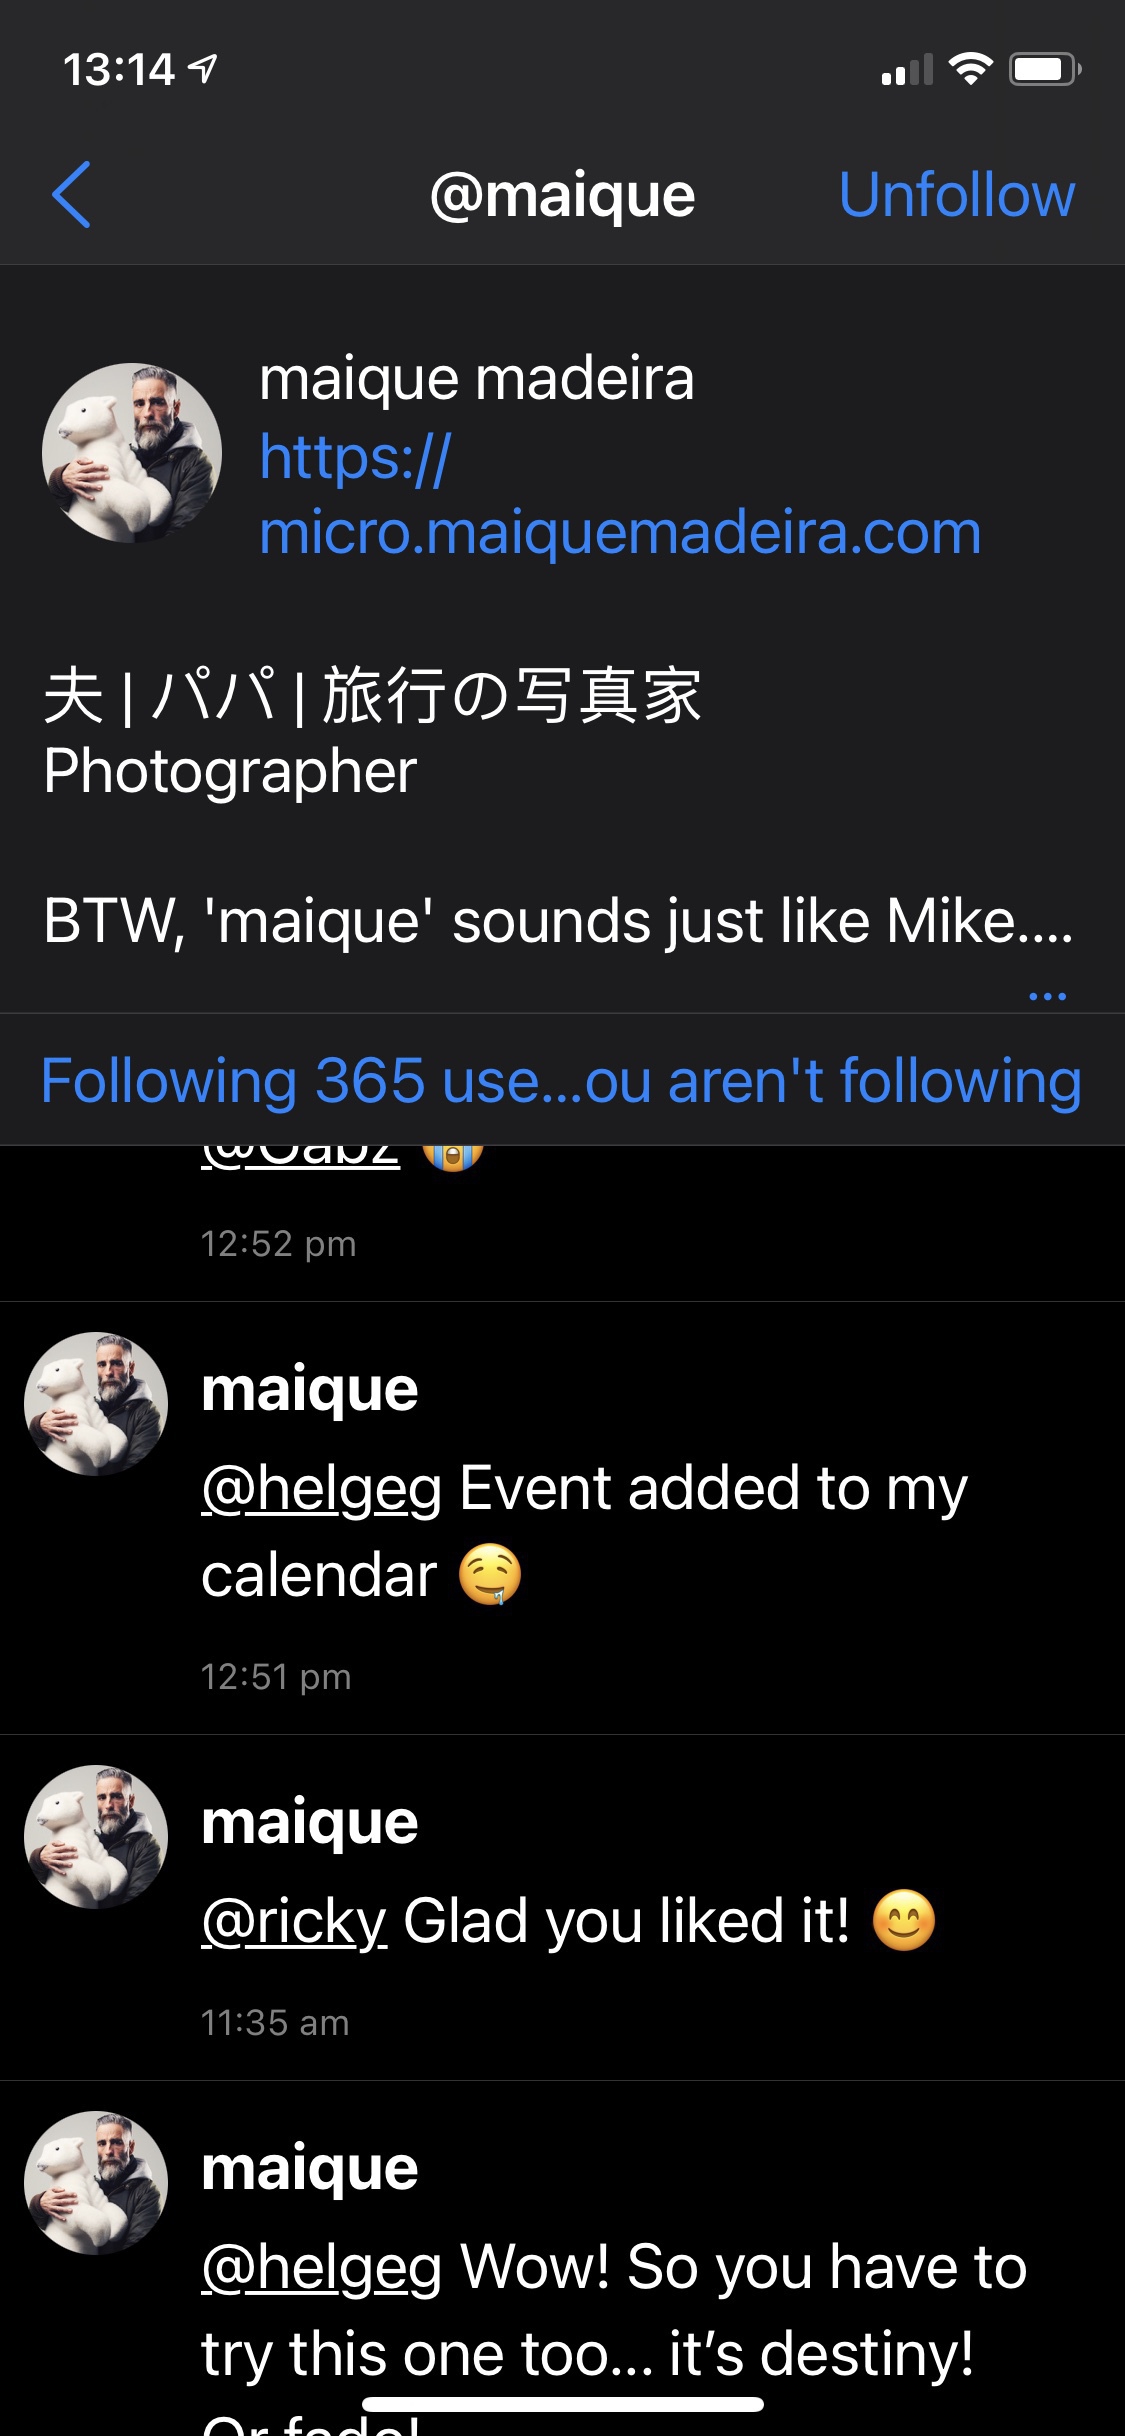 13:14
@maique
Unfollow
maique madeira
https://
micro.maiquemadeira.com
夫 | パパ | 旅行の写真家
Photographer
BTW, 'maique' sounds just like Mike....
...
Following 365 use...ou aren't following
@Gabz 😭
12:52 pm
maique
@helgeg Event added to my
calendar 🤤
12:51 pm
maique
@ricky Glad you liked it! 😊
11:35 am
maique
@helgeg Wow! So you have to
try this one too... it’s destiny!
Or fado!